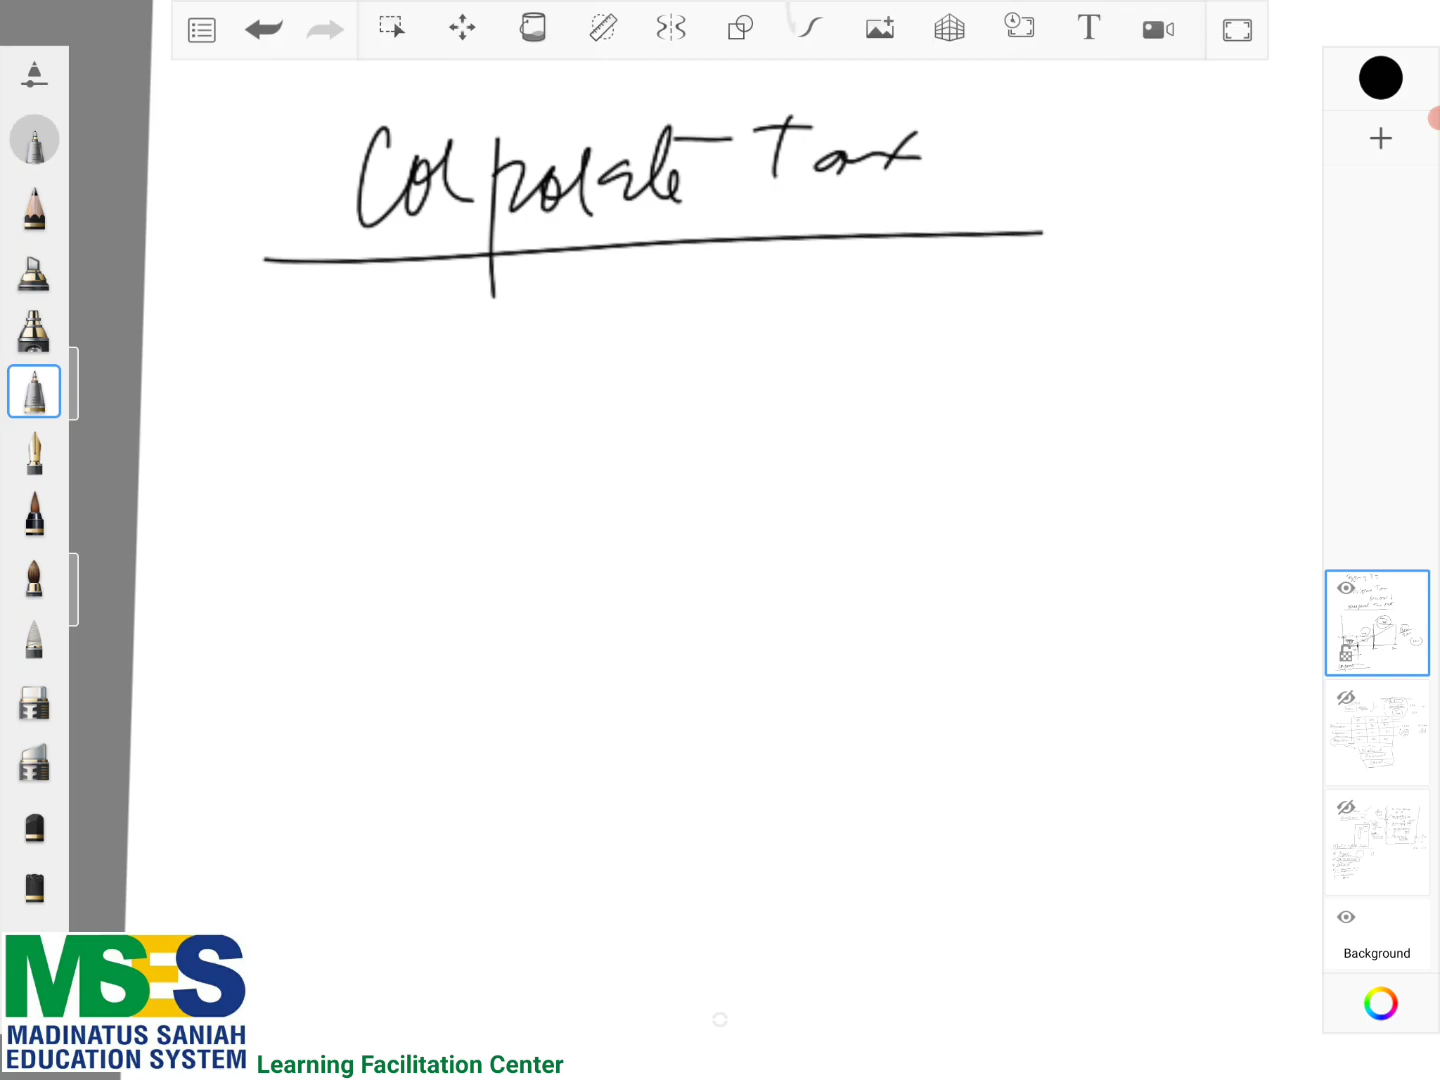 T
Corporate Tax
Background
MSES
MADINATUS SANIAH
EDUCATION SYSTEM
Learning Facilitation Center